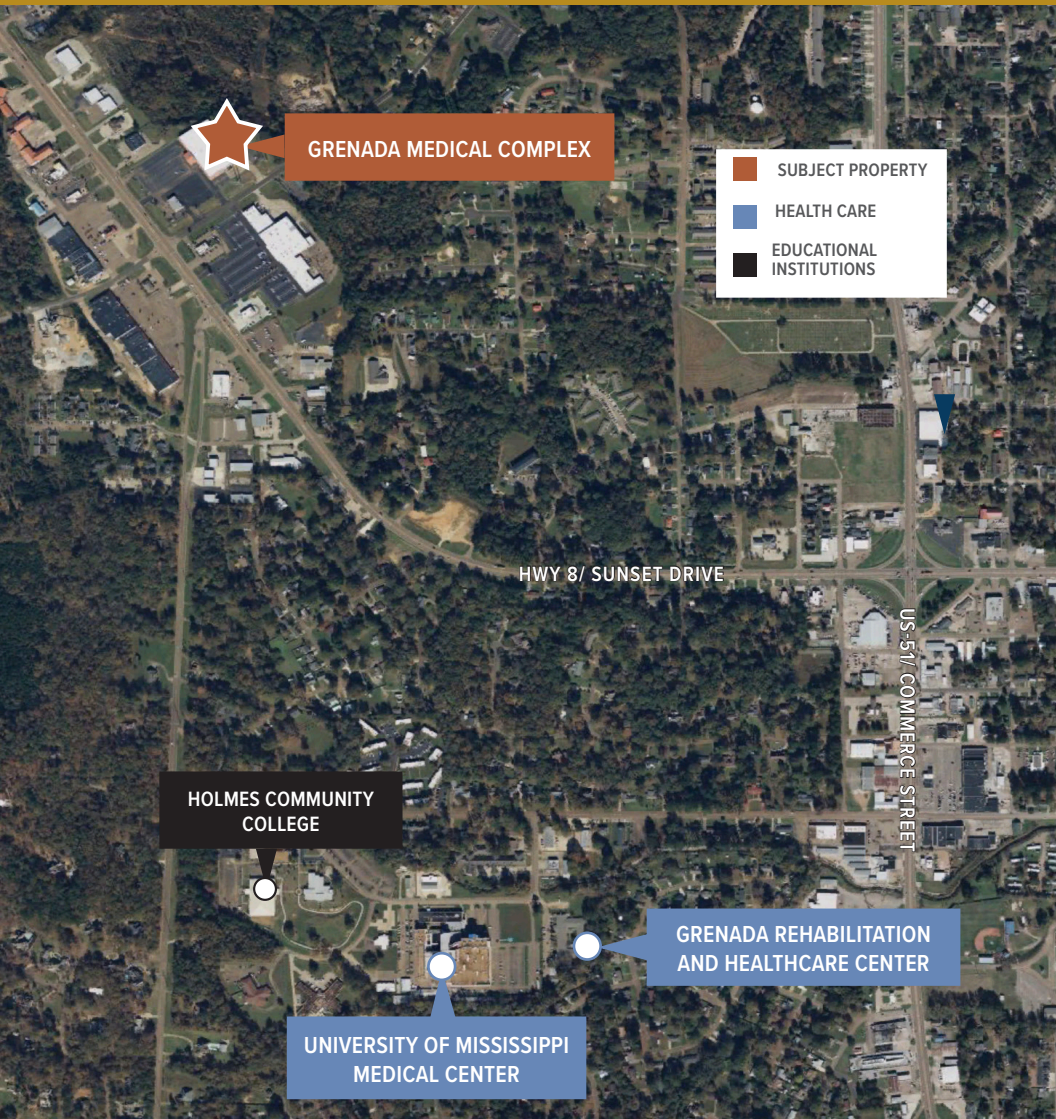 GRENADA MEDICAL COMPLEX
SUBJECT PROPERTY
HEALTH CARE
EDUCATIONAL
INSTITUTIONS
HWY 8/ SUNSET DRIVE
US-51/ COMMERCE STREET
HOLMES COMMUNITY
COLLEGE
GRENADA REHABILITATION
AND HEALTHCARE CENTER
UNIVERSITY OF MISSISSIPPI
MEDICAL CENTER